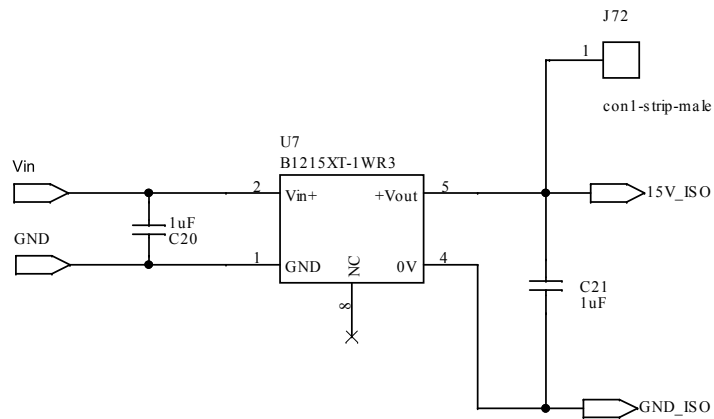 J72
1
con1-strip-male
U7
B1215XT-1WR3
Vin
2
Vin+
+Vout
5
15V_ISO
1uF
C20
GND
1
GND
NC
0V
4
C21
1uF
8
GND_ISO